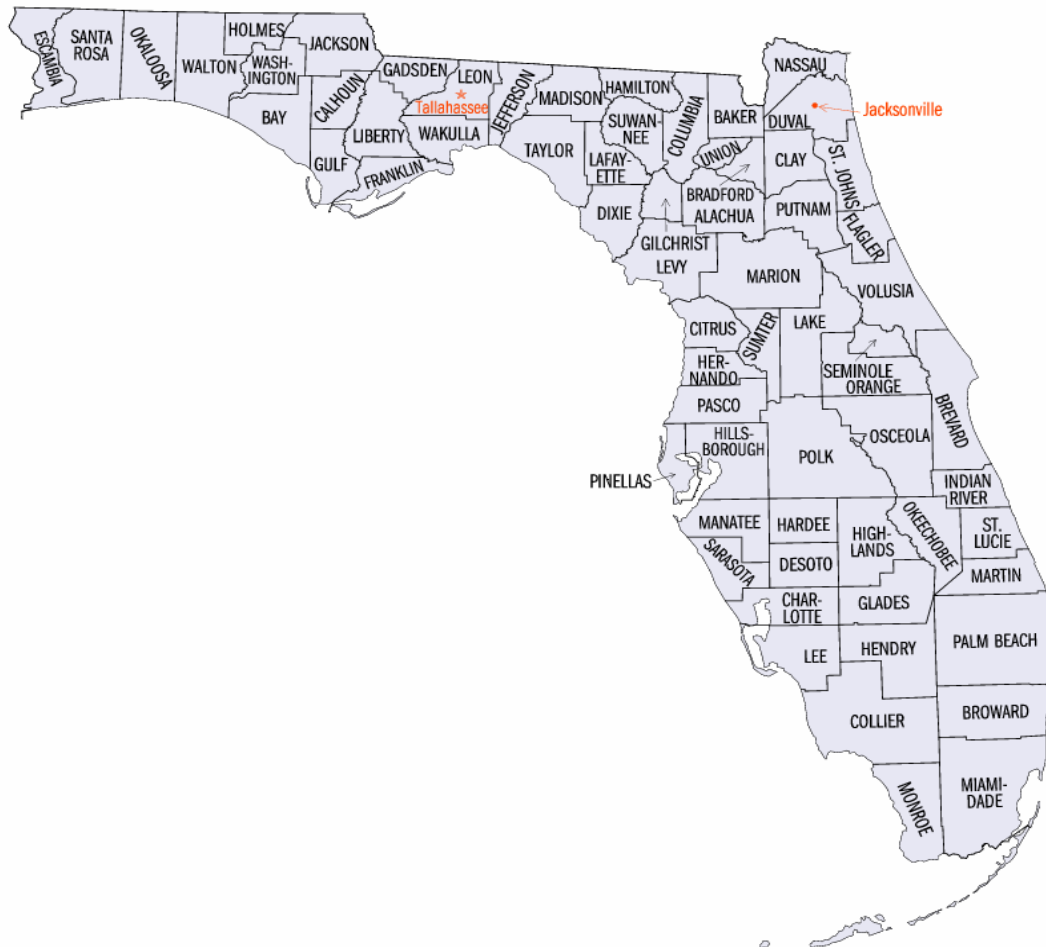 ESCAMBIA
SANTA
ROSA
OKALOOSA
WALTON
HOLMES
WASH-
INGTON
BAY
JACKSON
CALHOUN
GULF
GADSDEN
LIBERTY
FRANKLIN
LEON
Tallahassee
WAKULLA
JEFFERSON
MADISON
TAYLOR
HAMILTON
SUWAN-
NEE
LAFAY-
ETTE
DIXIE
COLUMBIA
BAKER
UNION
BRADFORD
ALACHUA
GILCHRIST
LEVY
NASSAU
DUVAL
Jacksonville
CLAY
ST. JOHNS
PUTNAM
FLAGLER
MARION
VOLUSIA
CITRUS
SUMTER
LAKE
HER-
NANDO
SEMINOLE
ORANGE
PASCO
BREVARD
HILLS-
BOROUGH
PINELLAS
POLK
OSCEOLA
INDIAN
RIVER
MANATEE
HARDEE
HIGH-
LANDS
OKEECHOBEE
ST.
LUCIE
SARASOTA
DESOTO
MARTIN
CHAR-
LOTTE
GLADES
LEE
HENDRY
PALM BEACH
COLLIER
BROWARD
MONROE
MIAMI-
DADE